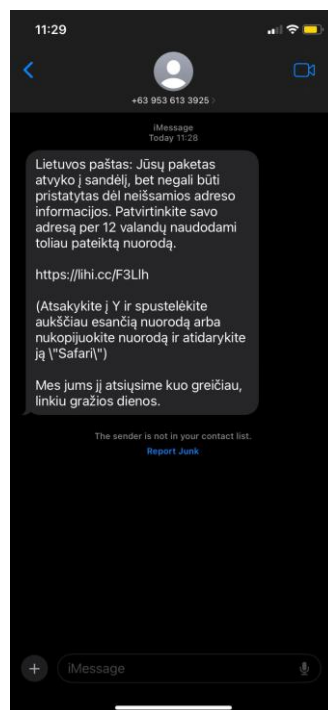 11:29
+63 953 613 3925 >
iMessage
Today 11:28
Lietuvos paštas: Jūsų paketas
atvyko į sandėlį, bet negali būti
pristatytas dėl neišsamios adreso
informacijos. Patvirtinkite savo
adresą per 12 valandų naudodami
toliau pateiktą nuorodą.
https://lihi.cc/F3Llh
(Atsakykite į Y ir spustelėkite
aukščiau esančią nuorodą arba
nukopijuokite nuorodą ir atidarykite
ją \"Safari\")
Mes jums jį atsiųsime kuo greičiau,
linkiu gražios dienos.
The sender is not in your contact list.
Report Junk
iMessage